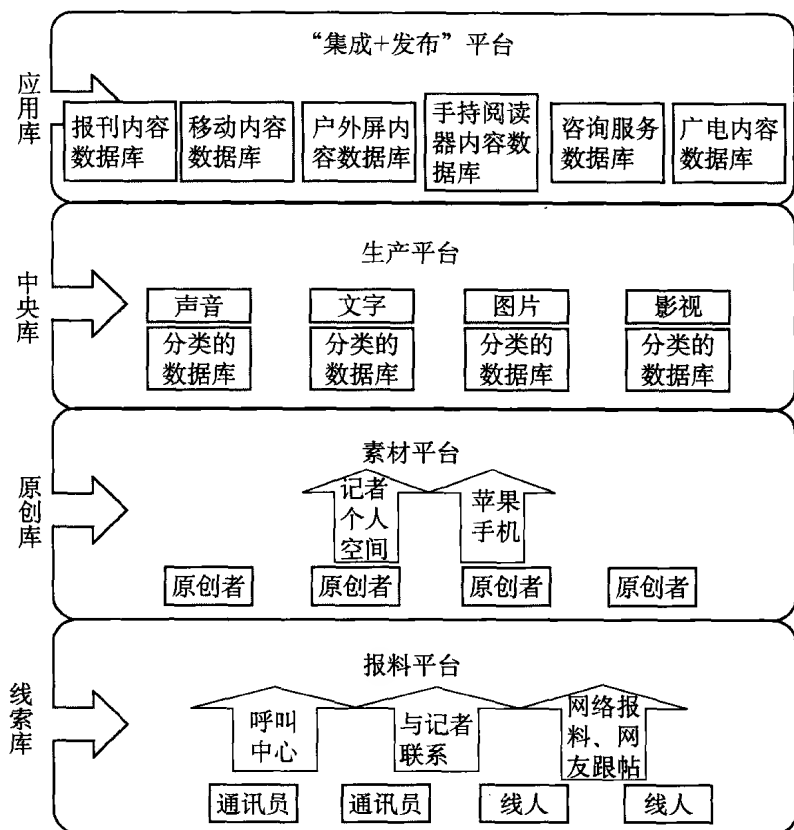 “集成+发布”平台
应用库
报刊内容
数据库
移动内容
数据库
户外屏内
容数据库
手持阅读
器内容数
据库
咨询服务
数据库
广电内容
数据库
生产平台
中央库
声音
文字
图片
影视
分类的
数据库
分类的
数据库
分类的
数据库
分类的
数据库
素材平台
原创库
记者
个人
空间
苹果
手机
原创者
原创者
原创者
原创者
报料平台
线索库
呼叫
中心
与记者
联系
网络报
料、网
友跟帖
通讯员
通讯员
线人
线人